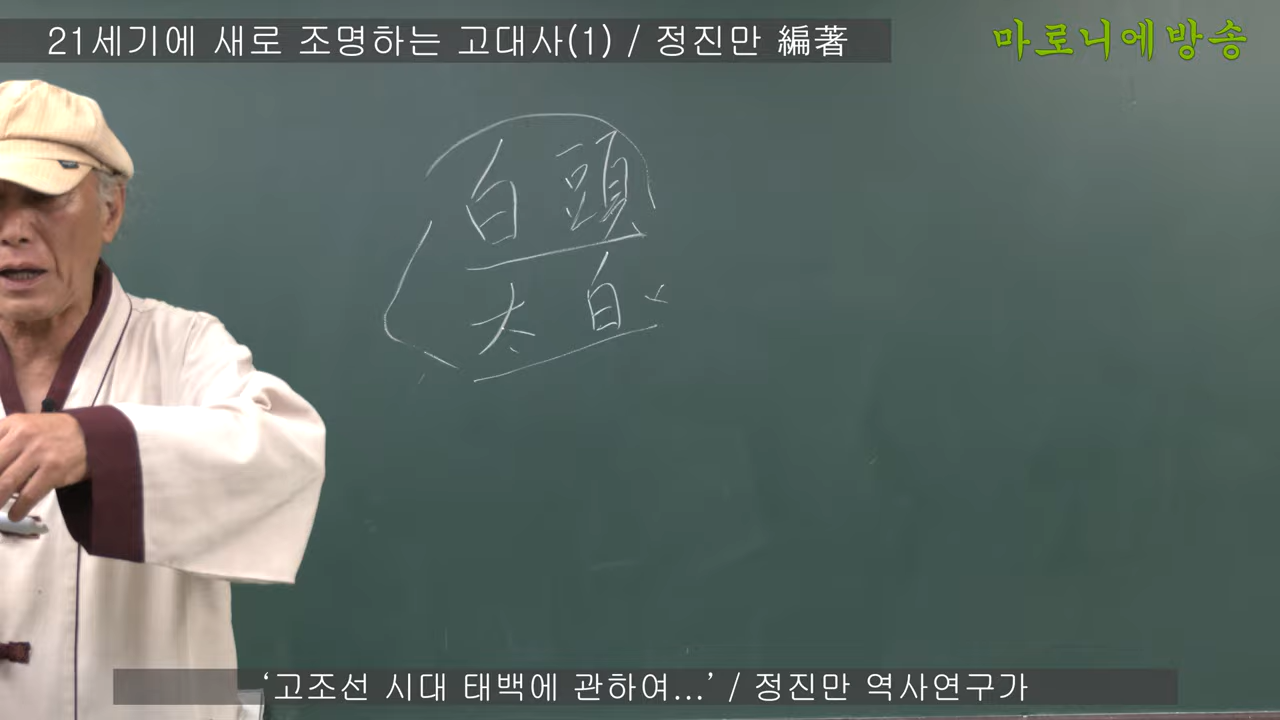 21세기에 새로 조명하는 고대사(1) / 정진만 編著
마로니에방송
白頭
太白
‘고조선 시대 태백에 관하여...’ / 정진만 역사연구가